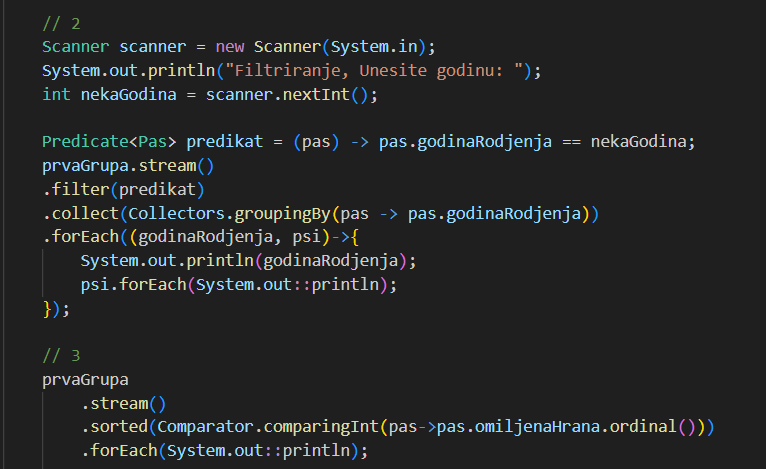 // 2
Scanner scanner = new Scanner(System.in);
System.out.println("Filtriranje, Unesite godinu: ");
int nekaGodina = scanner.nextInt();
Predicate<Pas> predikat = (pas) -> pas.godinaRodjenja == nekaGodina;
prvaGrupa.stream()
.filter(predikat)
.collect(Collectors.groupingBy(pas -> pas.godinaRodjenja))
.forEach((godinaRodjenja, psi)->{
    System.out.println(godinaRodjenja);
    psi.forEach(System.out::println);
});
// 3
prvaGrupa
    .stream()
    .sorted(Comparator.comparingInt(pas->pas.omiljenaHrana.ordinal()))
    .forEach(System.out::println);